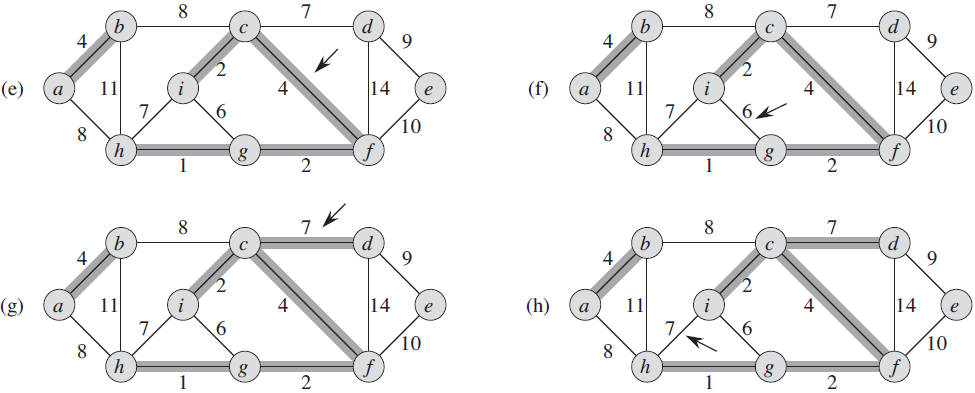 8 7 8 7
b c d b c d
4 9 4 9
2 2
(e) a 11 i 4 14 e (f) a 11 i 4 14 e
7 6 7 6
8 10 8 10
h g f h g f
1 2 1 2
8 7 8 7
b c d b c d
4 9 4 9
2 2
(g) a 11 i 4 14 e (h) a 11 i 4 14 e
7 6 7 6
8 10 8 10
h g f h g f
1 2 1 2